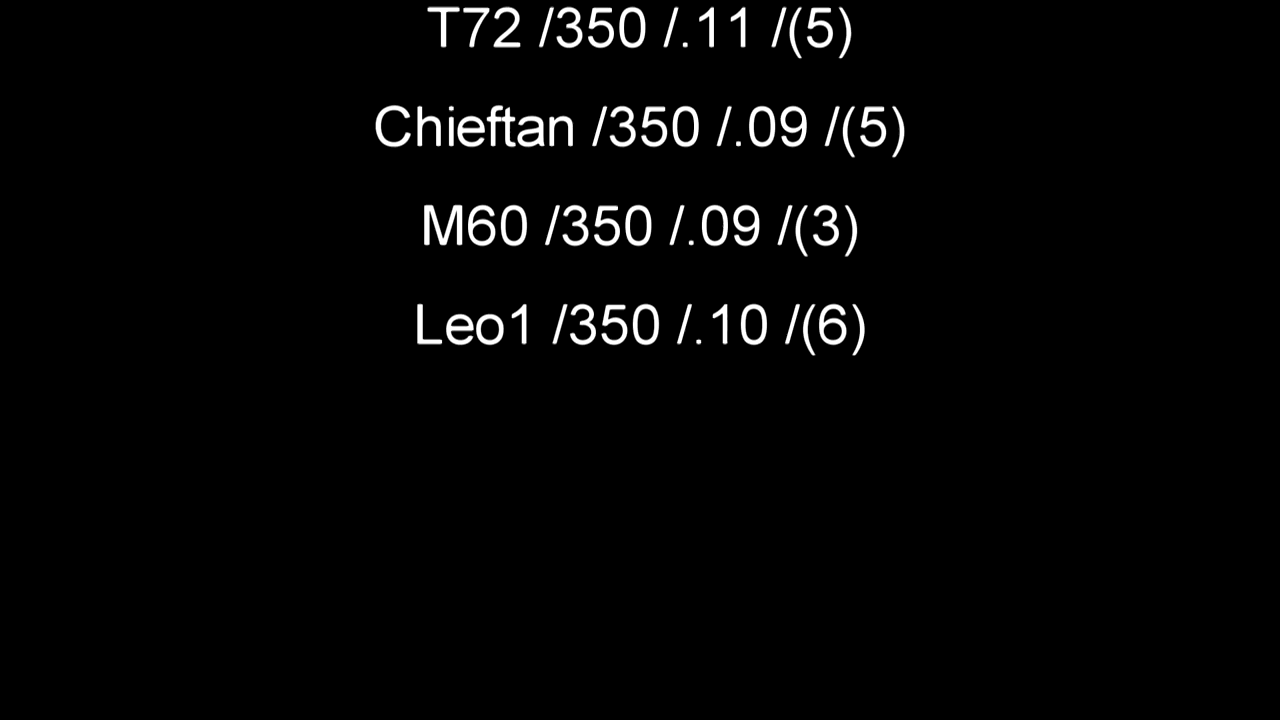 T72 /350 /.11 /(5)
Chieftan /350 /.09 /(5)
M60 /350 /.09 /(3)
Leo1 /350 /.10 /(6)